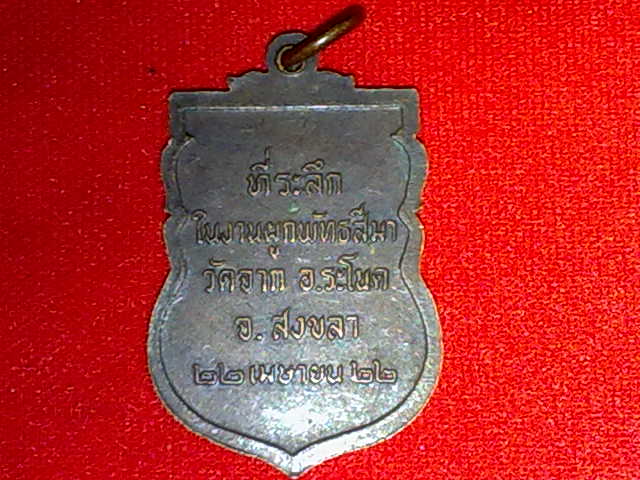 ที่ระลึก
ในงานผูกพัทธสีมา
วัดจาก อ.ระโนด
จ. สงขลา
๒๒ เมษายน ๒๒